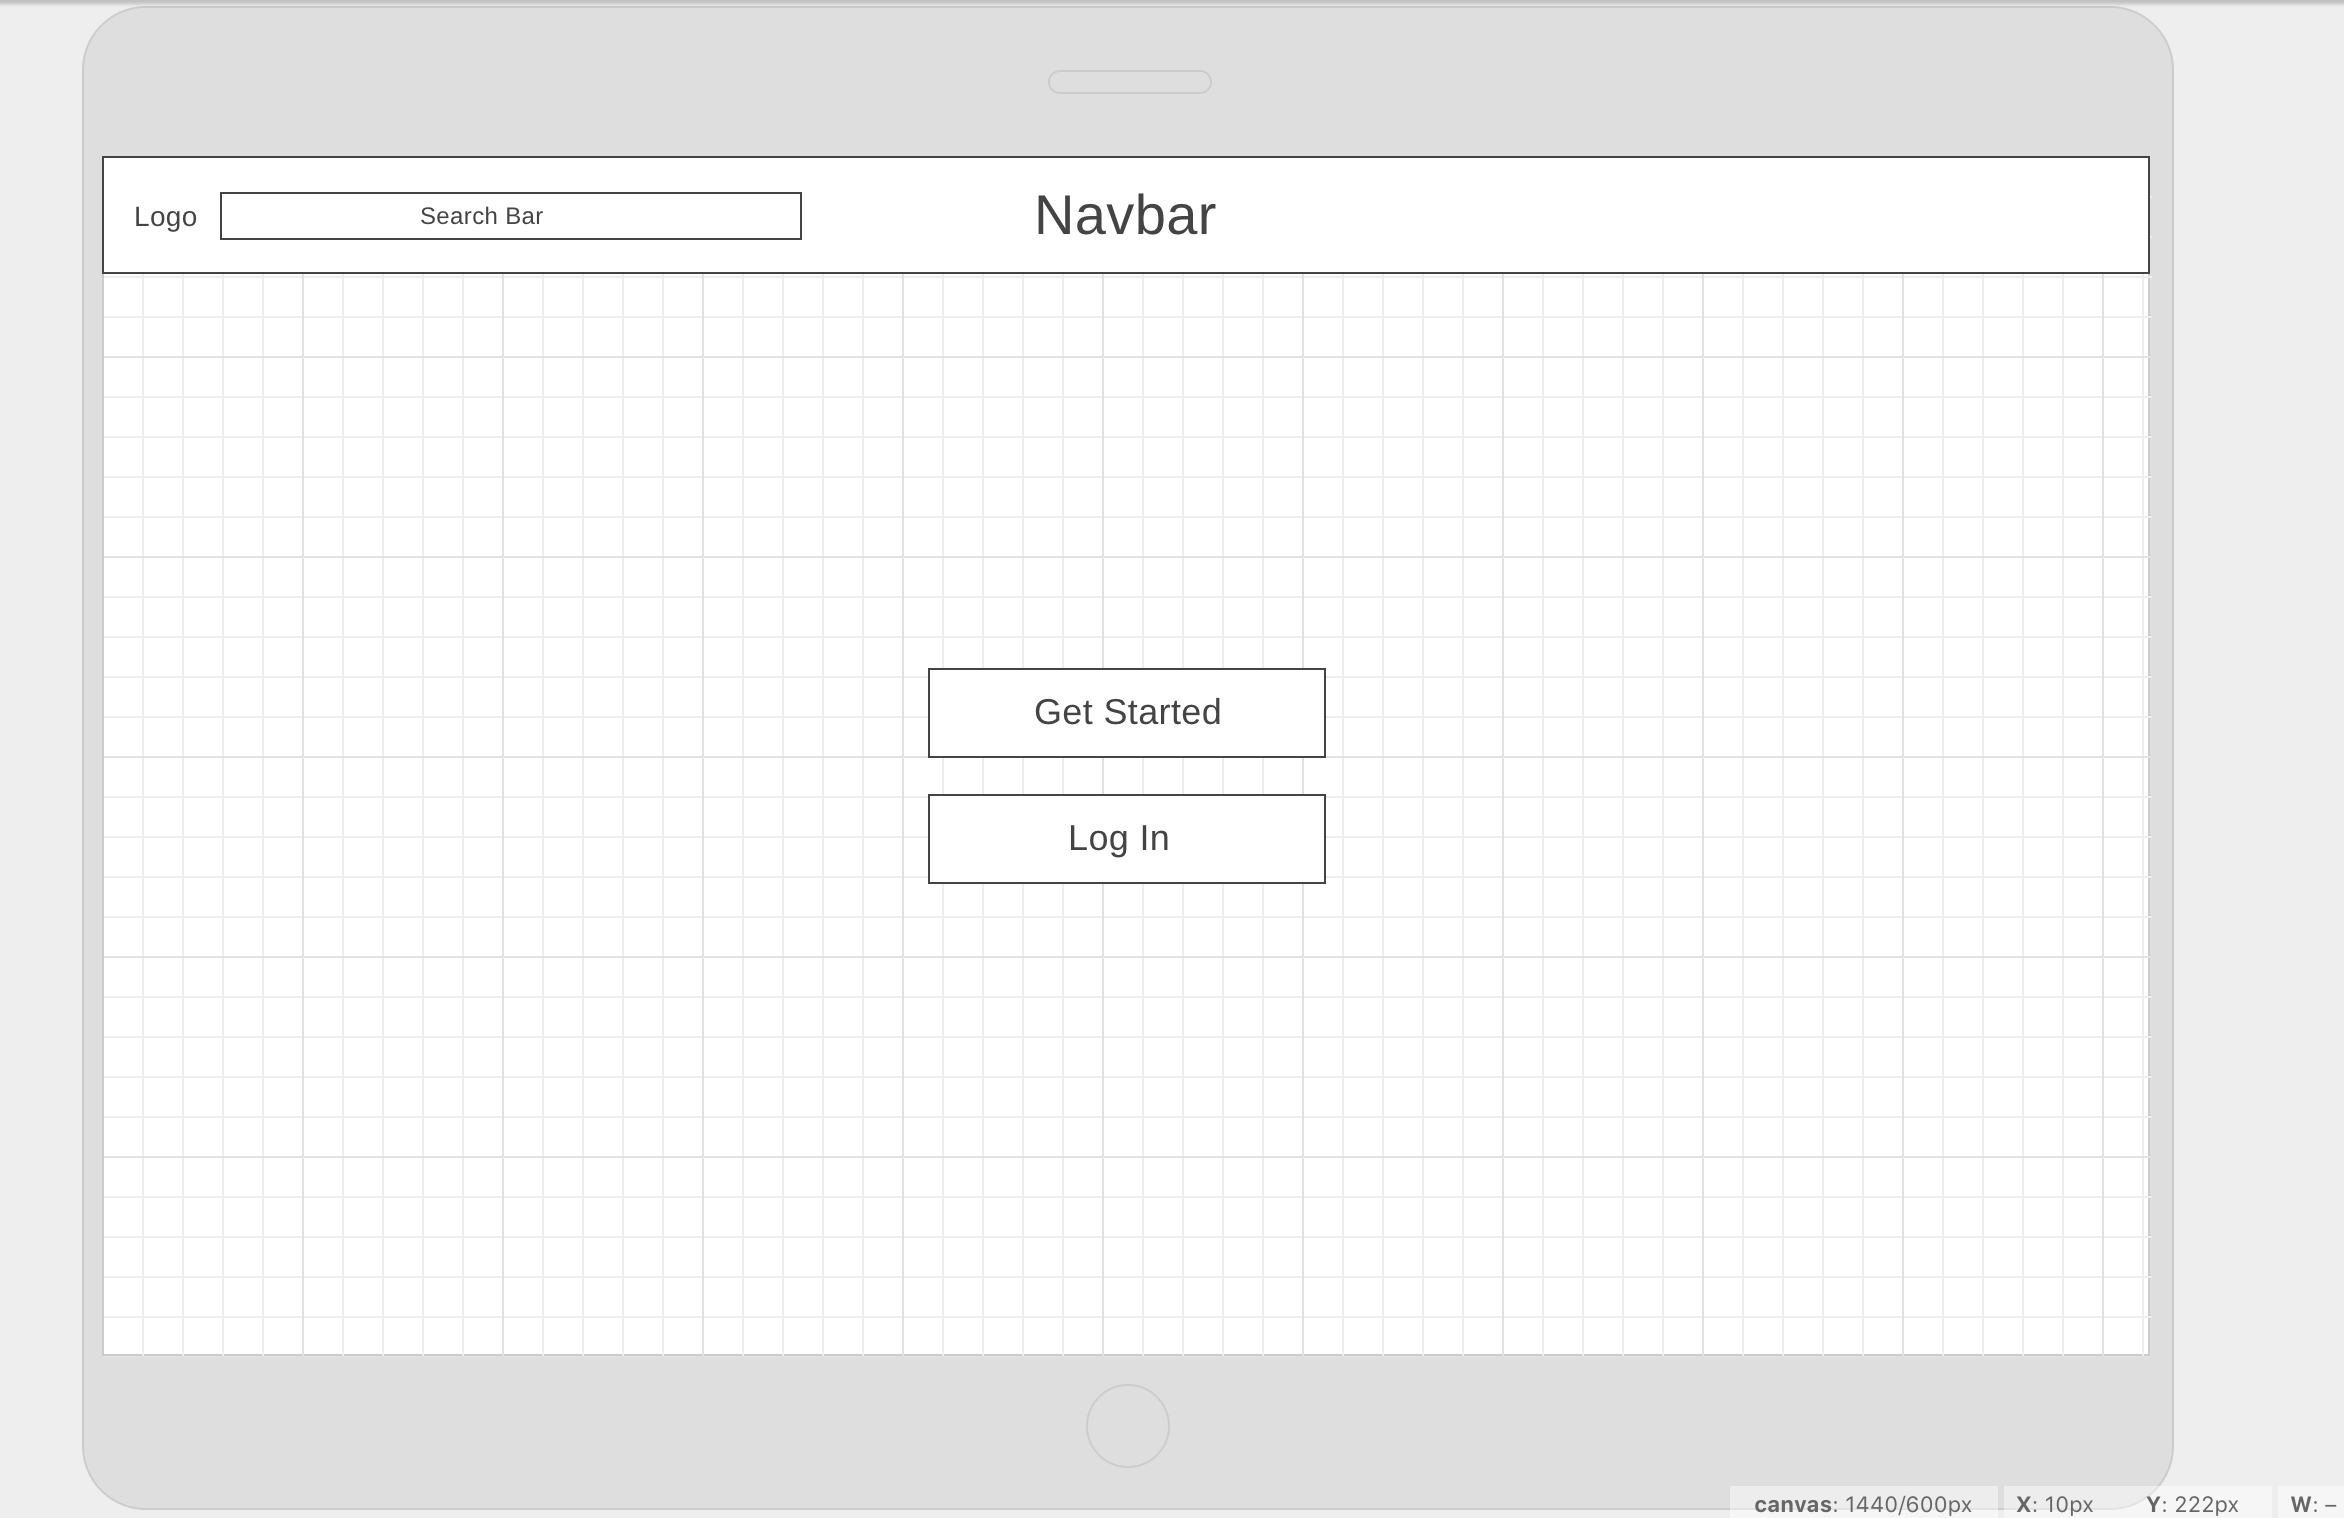 Logo
Search Bar
Navbar
Get Started
Log In
canvas: 1440/600px X: 10px Y: 222px W: –